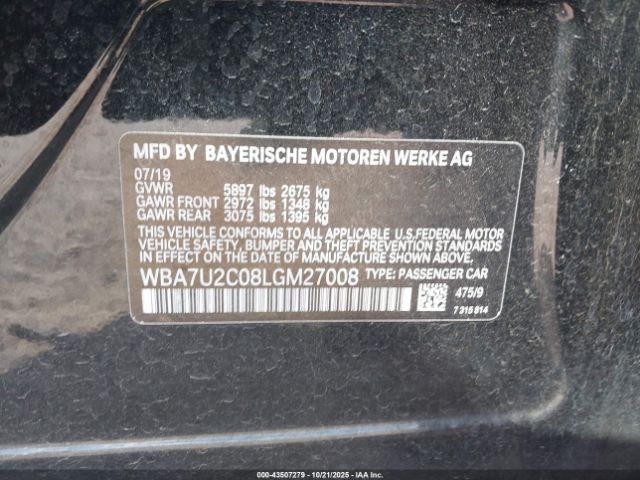 MFD BY BAYERISCHE MOTOREN WERKE AG
07/19
GVWR 5897 lbs 2675 kg
GAWR FRONT 2972 lbs 1348 kg
GAWR REAR 3075 lbs 1395 kg
THIS VEHICLE CONFORMS TO ALL APPLICABLE U.S.FEDERAL MOTOR
VEHICLE SAFETY, BUMPER AND THEFT PREVENTION STANDARDS
IN EFFECT ON THE DATE OF MANUFACTURE SHOWN ABOVE.
WBA7U2C08LGM27008 TYPE: PASSENGER CAR
475/9
7 315 814
000-43507279 - 10/21/2025 - IAA, Inc.